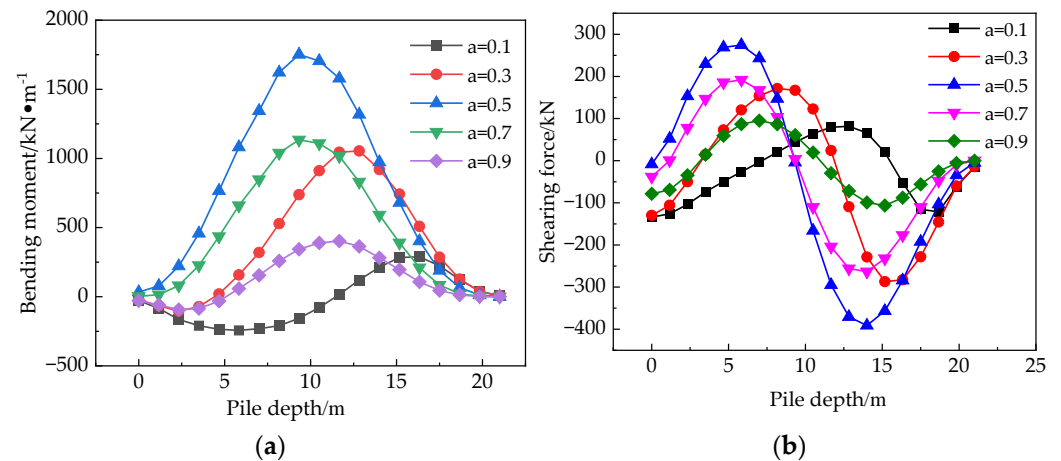 2000
1500
1000
500
0
−500
Bending moment/kN•m⁻¹
0 5 10 15 20
Pile depth/m
a=0.1
a=0.3
a=0.5
a=0.7
a=0.9
(a)
300
200
100
0
−100
−200
−300
−400
Shearing force/kN
0 5 10 15 20 25
Pile depth/m
a=0.1
a=0.3
a=0.5
a=0.7
a=0.9
(b)